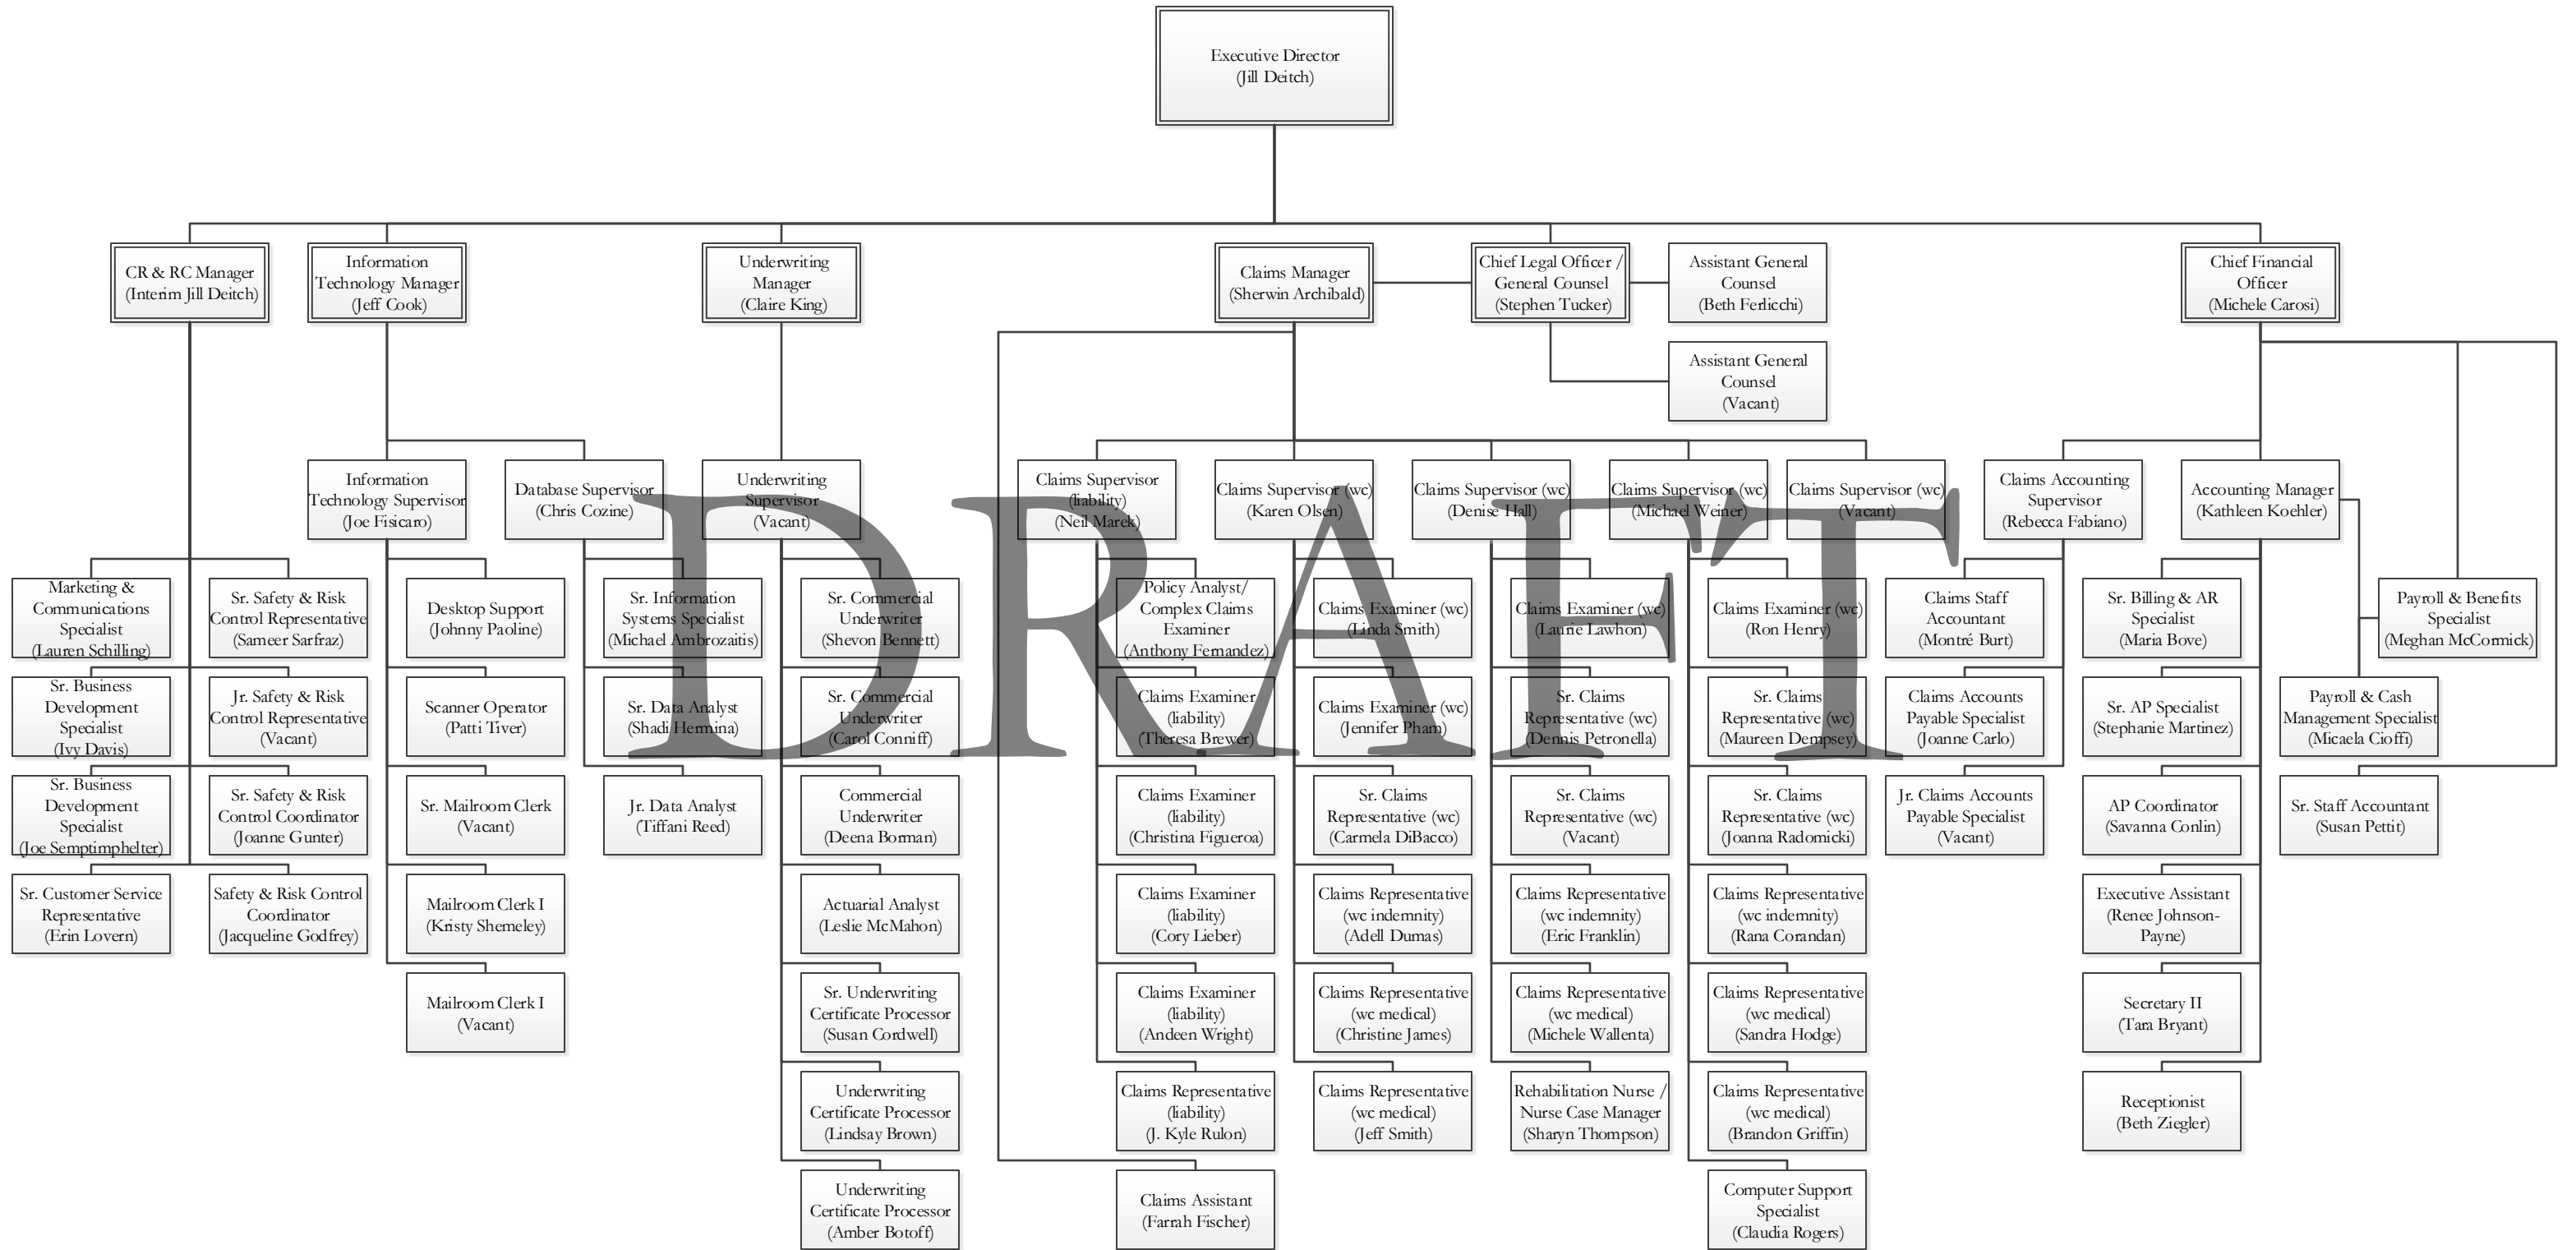 Executive Director
(Jill Deitch)
CR & RC Manager
(Interim Jill Deitch)
Information
Technology Manager
(Jeff Cook)
Underwriting
Manager
(Claire King)
Claims Manager
(Sherwin Archibald)
Chief Legal Officer /
General Counsel
(Stephen Tucker)
Assistant General
Counsel
(Beth Ferlicchi)
Chief Financial
Officer
(Michele Carosi)
Assistant General
Counsel
(Vacant)
Information
Technology Supervisor
(Joe Fisicaro)
Database Supervisor
(Chris Cozine)
Underwriting
Supervisor
(Vacant)
Claims Supervisor
(liability)
(Neil Marek)
Claims Supervisor (wc)
(Karen Olsen)
Claims Supervisor (wc)
(Denise Hall)
Claims Supervisor (wc)
(Michael Weiner)
Claims Supervisor (wc)
(Vacant)
Claims Accounting
Supervisor
(Rebecca Fabiano)
Accounting Manager
(Kathleen Koehler)
DRAFT
Marketing &
Communications
Specialist
(Lauren Schilling)
Sr. Safety & Risk
Control Representative
(Sameer Sarfraz)
Desktop Support
(Johnny Paoline)
Sr. Information
Systems Specialist
(Michael Ambrozaitis)
Sr. Commercial
Underwriter
(Shevon Bennett)
Policy Analyst/
Complex Claims
Examiner
(Anthony Fernandez)
Claims Examiner (wc)
(Linda Smith)
Claims Examiner (wc)
(Laurie Lawhon)
Claims Examiner (wc)
(Ron Henry)
Claims Staff
Accountant
(Montré Burt)
Sr. Billing & AR
Specialist
(Maria Bove)
Payroll & Benefits
Specialist
(Meghan McCormick)
Sr. Business
Development
Specialist
(Ivy Davis)
Jr. Safety & Risk
Control Representative
(Vacant)
Scanner Operator
(Patti Tiver)
Sr. Data Analyst
(Shadi Hermina)
Sr. Commercial
Underwriter
(Carol Conniff)
Claims Examiner
(liability)
(Theresa Brewer)
Claims Examiner (wc)
(Jennifer Pham)
Sr. Claims
Representative (wc)
(Dennis Petronella)
Sr. Claims
Representative (wc)
(Maureen Dempsey)
Claims Accounts
Payable Specialist
(Joanne Carlo)
Sr. AP Specialist
(Stephanie Martinez)
Payroll & Cash
Management Specialist
(Micaela Cioffi)
Sr. Business
Development
Specialist
(Joe Semptimphelter)
Sr. Safety & Risk
Control Coordinator
(Joanne Gunter)
Sr. Mailroom Clerk
(Vacant)
Jr. Data Analyst
(Tiffani Reed)
Commercial
Underwriter
(Deena Borman)
Claims Examiner
(liability)
(Christina Figueroa)
Sr. Claims
Representative (wc)
(Carmela DiBacco)
Sr. Claims
Representative (wc)
(Vacant)
Sr. Claims
Representative (wc)
(Joanna Radomicki)
Jr. Claims Accounts
Payable Specialist
(Vacant)
AP Coordinator
(Savanna Conlin)
Sr. Staff Accountant
(Susan Pettit)
Sr. Customer Service
Representative
(Erin Lovern)
Safety & Risk Control
Coordinator
(Jacqueline Godfrey)
Mailroom Clerk I
(Kristy Shemeley)
Actuarial Analyst
(Leslie McMahon)
Claims Examiner
(liability)
(Cory Lieber)
Claims Representative
(wc indemnity)
(Adell Dumas)
Claims Representative
(wc indemnity)
(Eric Franklin)
Claims Representative
(wc indemnity)
(Rana Corandan)
Executive Assistant
(Renee Johnson-
Payne)
Mailroom Clerk I
(Vacant)
Sr. Underwriting
Certificate Processor
(Susan Cordwell)
Claims Examiner
(liability)
(Andeen Wright)
Claims Representative
(wc medical)
(Christine James)
Claims Representative
(wc medical)
(Michele Wallenta)
Claims Representative
(wc medical)
(Sandra Hodge)
Secretary II
(Tara Bryant)
Underwriting
Certificate Processor
(Lindsay Brown)
Claims Representative
(liability)
(J. Kyle Rulon)
Claims Representative
(wc medical)
(Jeff Smith)
Rehabilitation Nurse /
Nurse Case Manager
(Sharyn Thompson)
Claims Representative
(wc medical)
(Brandon Griffin)
Receptionist
(Beth Ziegler)
Underwriting
Certificate Processor
(Amber Botoff)
Claims Assistant
(Farrah Fischer)
Computer Support
Specialist
(Claudia Rogers)